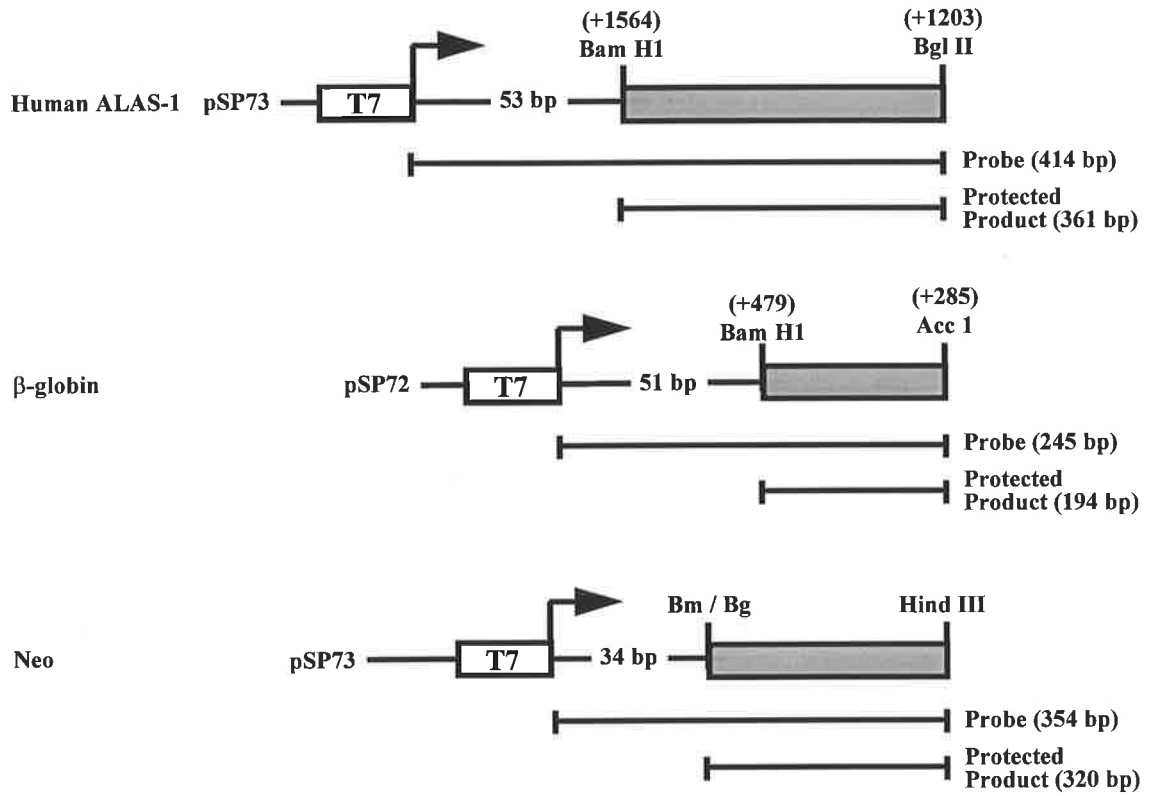 (+1564)
Bam H1
(+1203)
Bgl II
Human ALAS-1
pSP73
T7
53 bp
Probe (414 bp)
Protected
Product (361 bp)
(+479)
Bam H1
(+285)
Acc 1
β-globin
pSP72
T7
51 bp
Probe (245 bp)
Protected
Product (194 bp)
Bm / Bg
Hind III
Neo
pSP73
T7
34 bp
Probe (354 bp)
Protected
Product (320 bp)